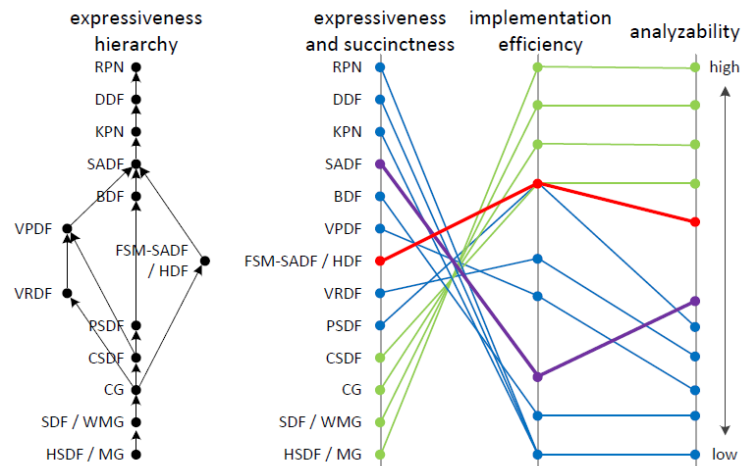 expressiveness
hierarchy
RPN
DDF
KPN
SADF
BDF
VPDF
FSM-SADF
/ HDF
VRDF
PSDF
CSDF
CG
SDF / WMG
HSDF / MG
expressiveness
and succinctness
RPN
DDF
KPN
SADF
BDF
VPDF
FSM-SADF / HDF
VRDF
PSDF
CSDF
CG
SDF / WMG
HSDF / MG
implementation
efficiency
analyzability
high
low